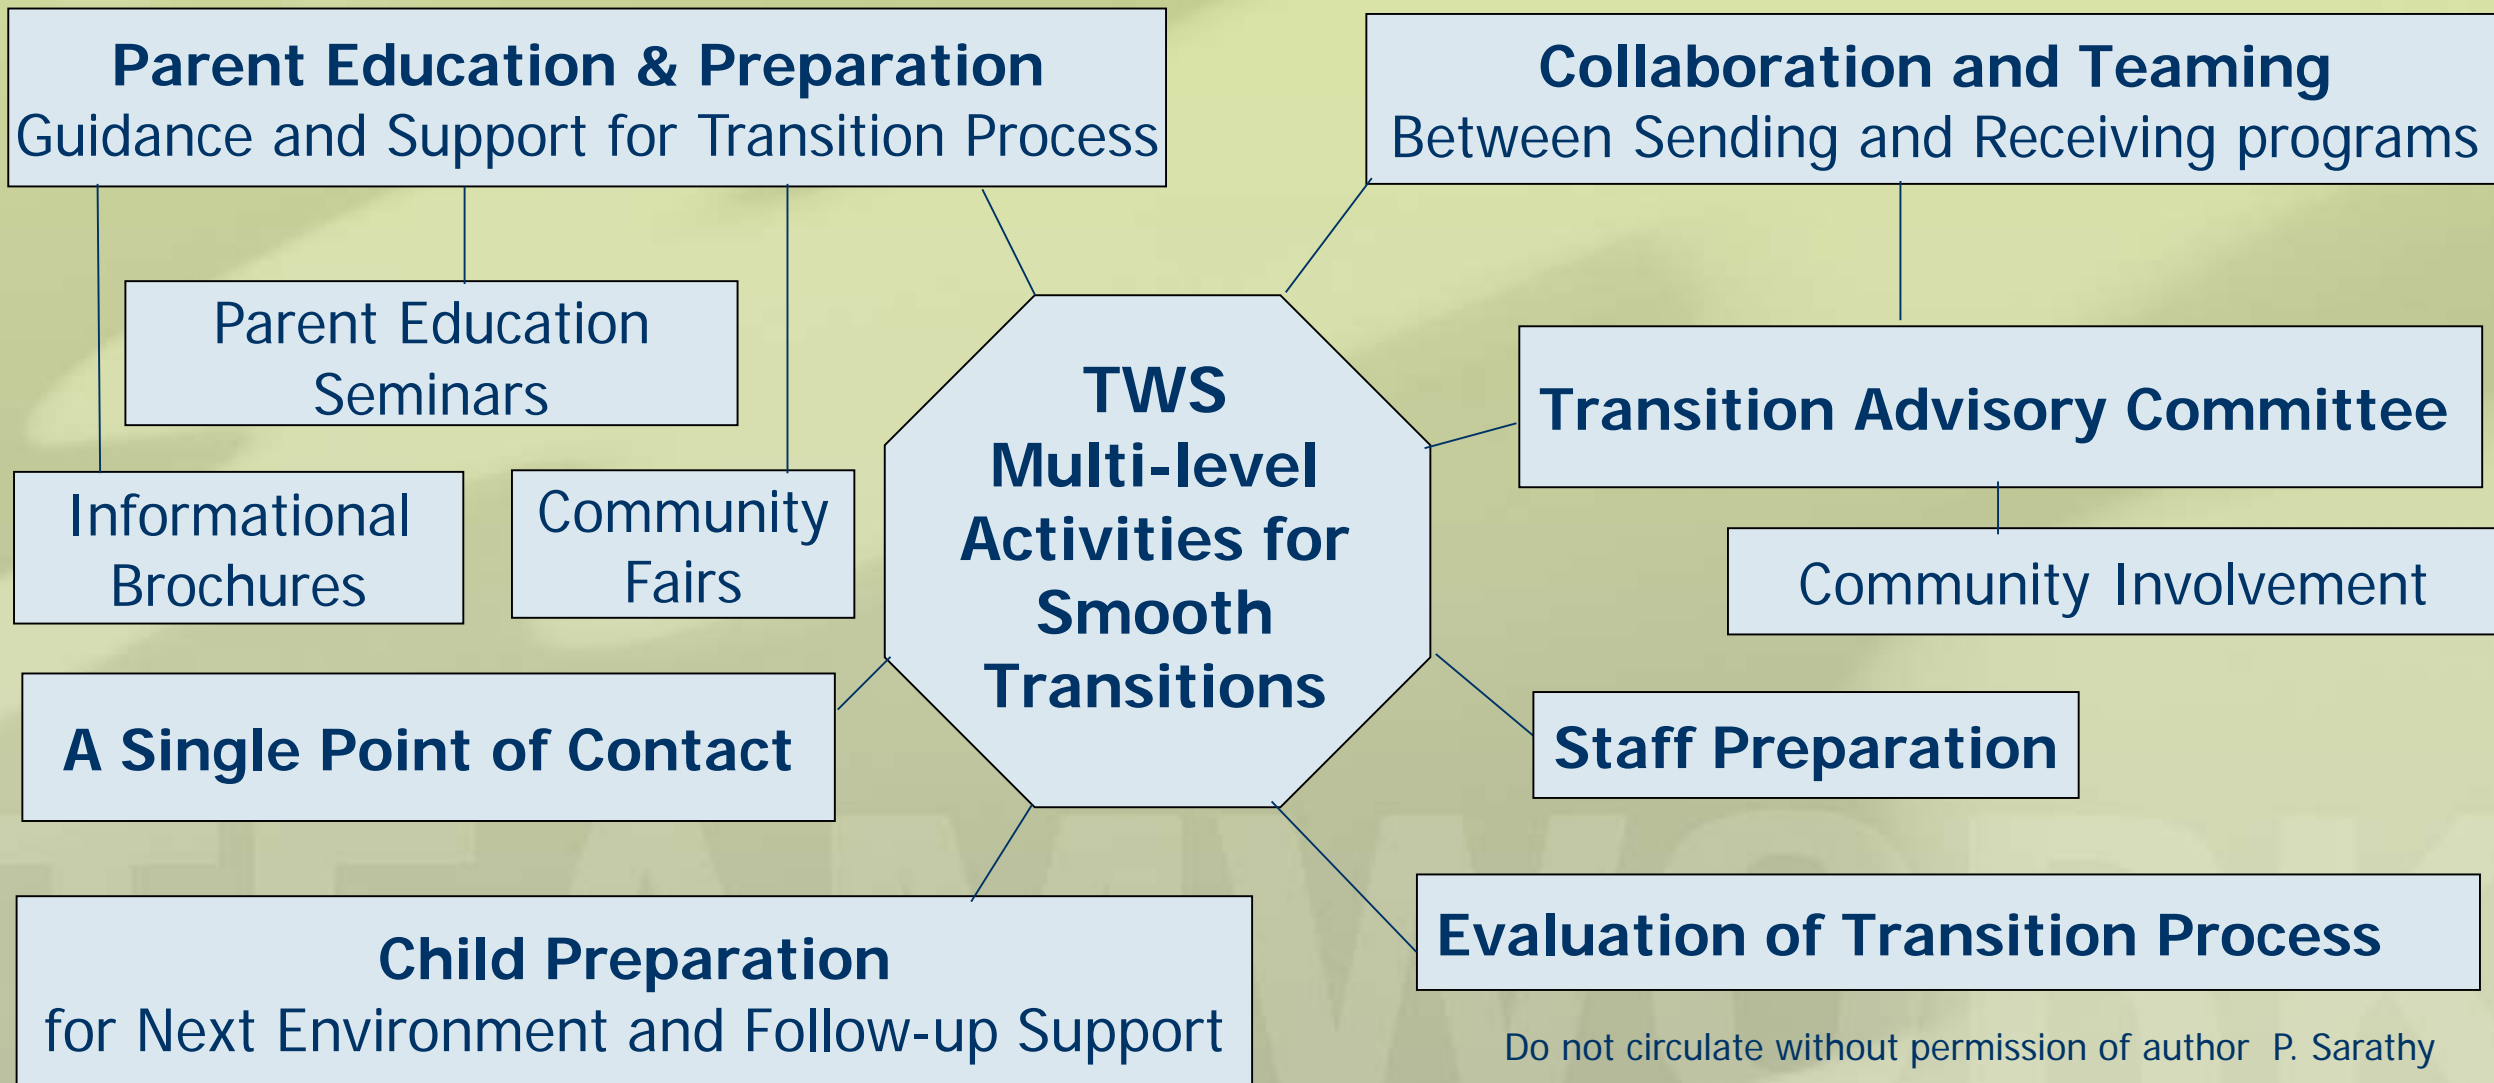 Parent Education & Preparation
Guidance and Support for Transition Process
Collaboration and Teaming
Between Sending and Receiving programs
Parent Education
Seminars
Informational
Brochures
Community
Fairs
TWS
Multi-level
Activities for
Smooth
Transitions
Transition Advisory Committee
Community Involvement
A Single Point of Contact
Staff Preparation
Child Preparation
for Next Environment and Follow-up Support
Evaluation of Transition Process
Do not circulate without permission of author P. Sarathy